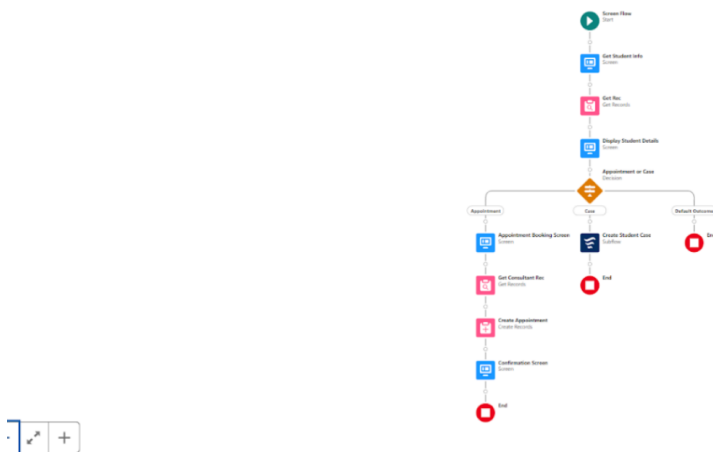 Screen Flow
Start
Get Student Info
Screen
Get Rec
Get Records
Display Student Details
Screen
Appointment or Case
Decision
Appointment
Case
Default Outcome
Appointment Booking Screen
Screen
Create Student Case
Subflow
Get Consultant Rec
Get Records
End
Create Appointment
Create Records
Confirmation Screen
Screen
End